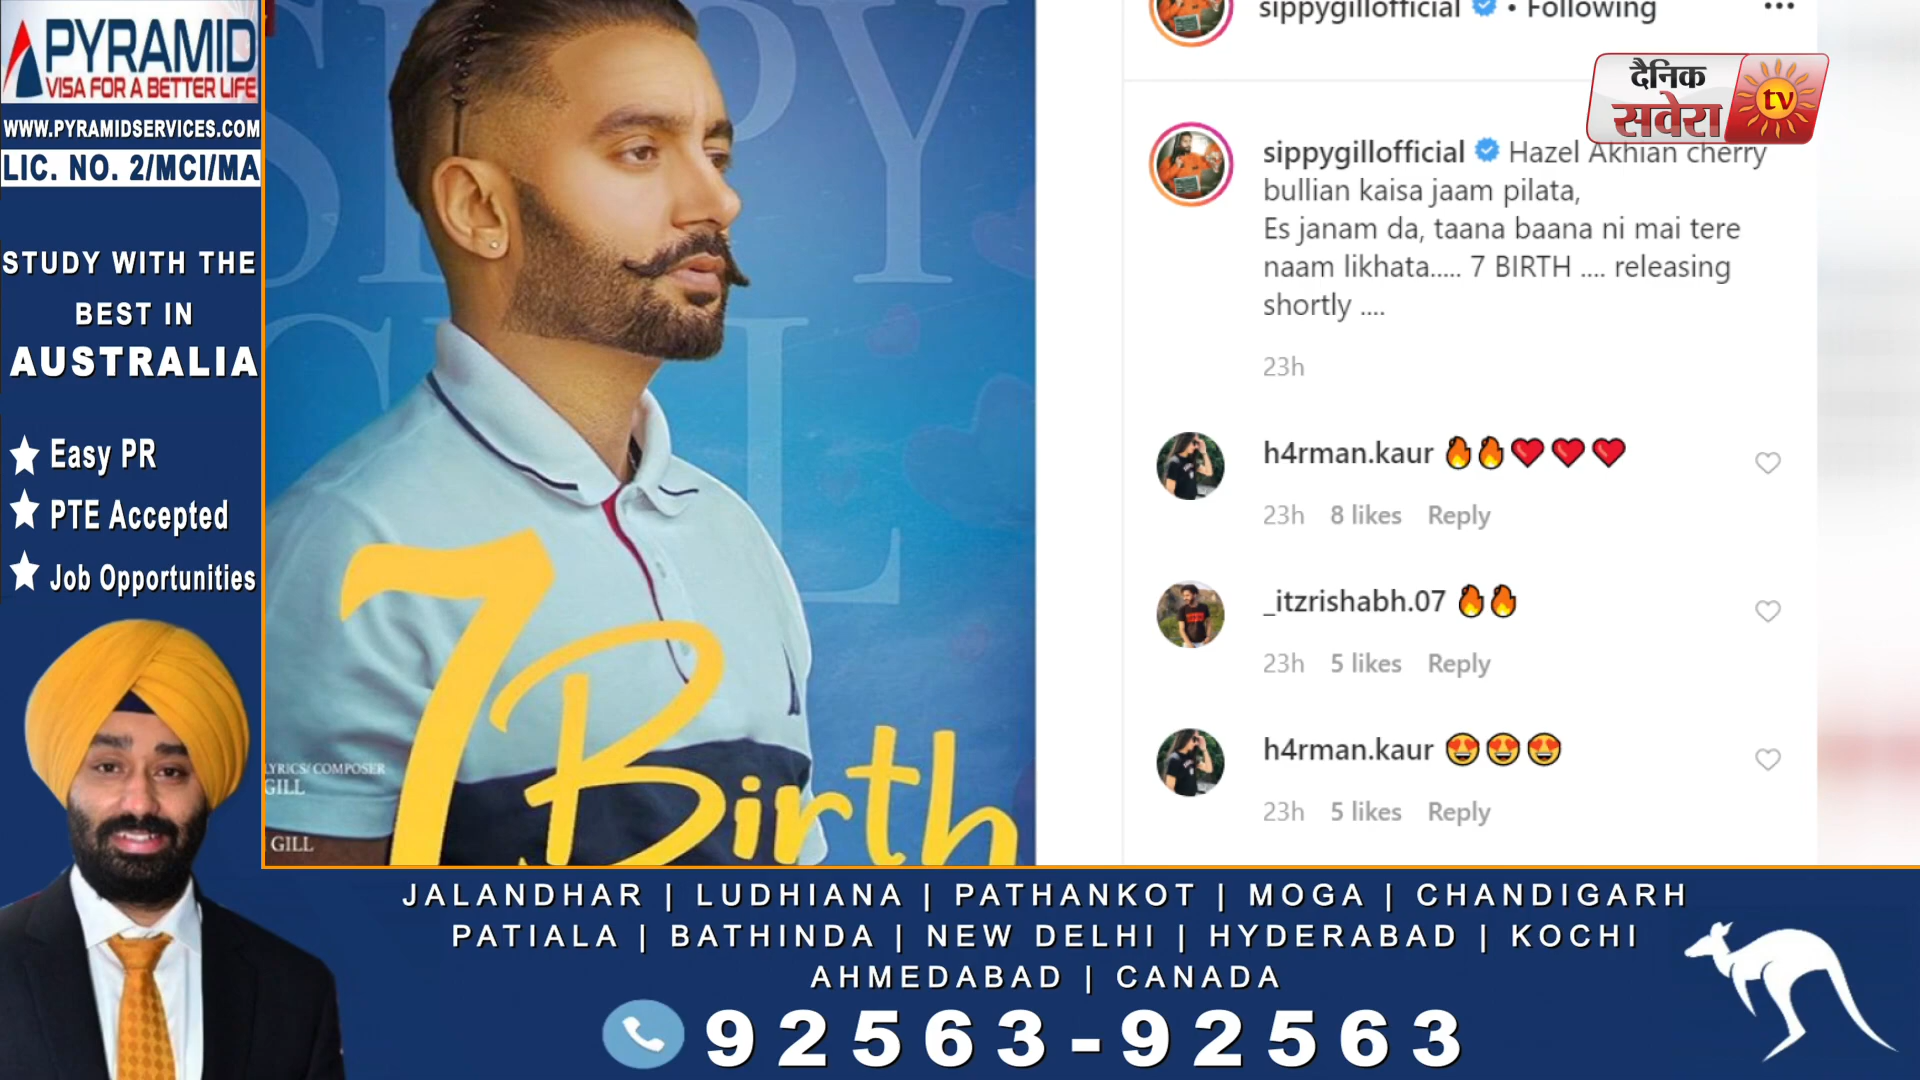 PYRAMID
VISA FOR A BETTER LIFE
WWW.PYRAMIDSERVICES.COM
LIC. NO. 2/MCI/MA
STUDY WITH THE
BEST IN
AUSTRALIA
Easy PR
PTE Accepted
Job Opportunities
SIPPY
GILL
7 Birth
LYRICS/ COMPOSER
GILL
GILL
sippygillofficial • Following
दैनिक
सवेरा
tv
sippygillofficial Hazel Akhian cherry
bullian kaisa jaam pilata,
Es janam da, taana baana ni mai tere
naam likhata..... 7 BIRTH .... releasing
shortly ....
23h
h4rman.kaur 🔥🔥❤️❤️❤️
23h 8 likes Reply
_itzrishabh.07 🔥🔥
23h 5 likes Reply
h4rman.kaur 😍😍😍
23h 5 likes Reply
JALANDHAR | LUDHIANA | PATHANKOT | MOGA | CHANDIGARH
PATIALA | BATHINDA | NEW DELHI | HYDERABAD | KOCHI
AHMEDABAD | CANADA
92563-92563